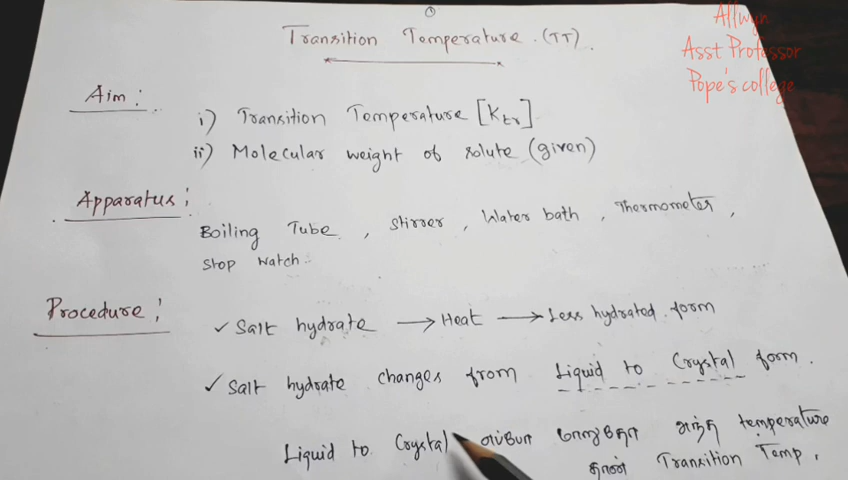 ①
Transition Temperature. (TT).
Allwyn
Asst Professor
Pope's college
Aim:
i) Transition Temperature [Ktr]
ii) Molecular weight of solute (given)
Apparatus:
Boiling Tube, Stirrer, Water bath, Thermometer,
Stop watch.
Procedure:
✓ Salt hydrate → Heat → Less hydrated form
✓ Salt hydrate changes from Liquid to Crystal form.
Liquid to Crystal எப்போ மாறுதோ அந்த temperature
தான் Transition Temp.